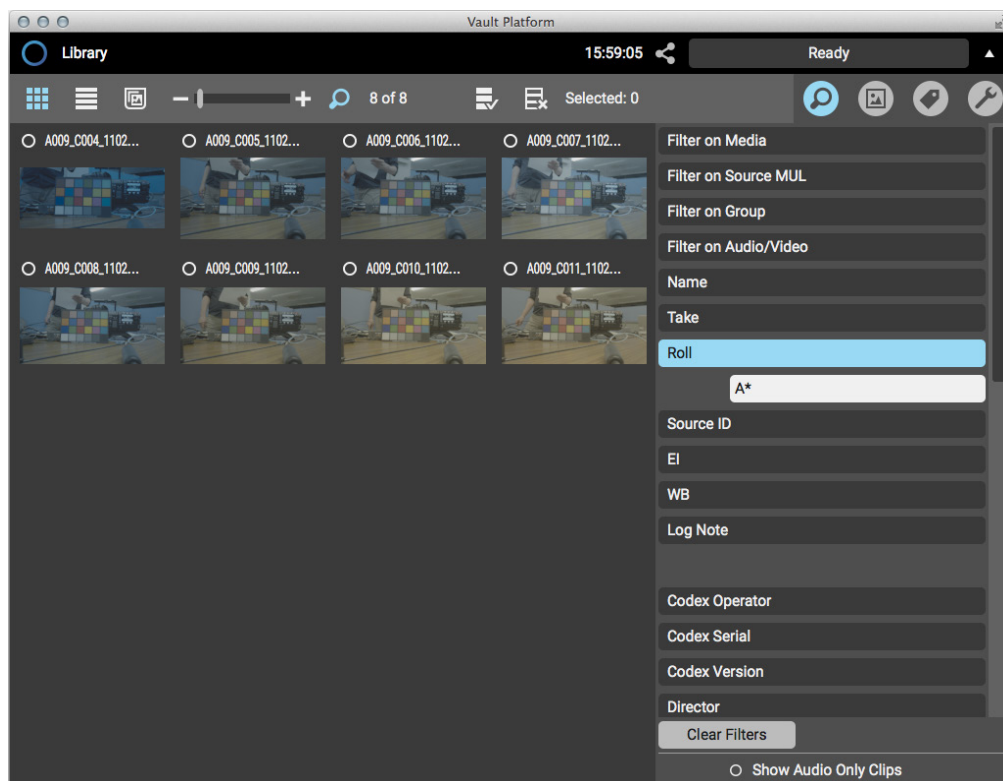 Vault Platform
Library
15:59:05
Ready
8 of 8
Selected: 0
A009_C004_1102...
A009_C005_1102...
A009_C006_1102...
A009_C007_1102...
A009_C008_1102...
A009_C009_1102...
A009_C010_1102...
A009_C011_1102...
Filter on Media
Filter on Source MUL
Filter on Group
Filter on Audio/Video
Name
Take
Roll
A*
Source ID
EI
WB
Log Note
Codex Operator
Codex Serial
Codex Version
Director
Clear Filters
Show Audio Only Clips